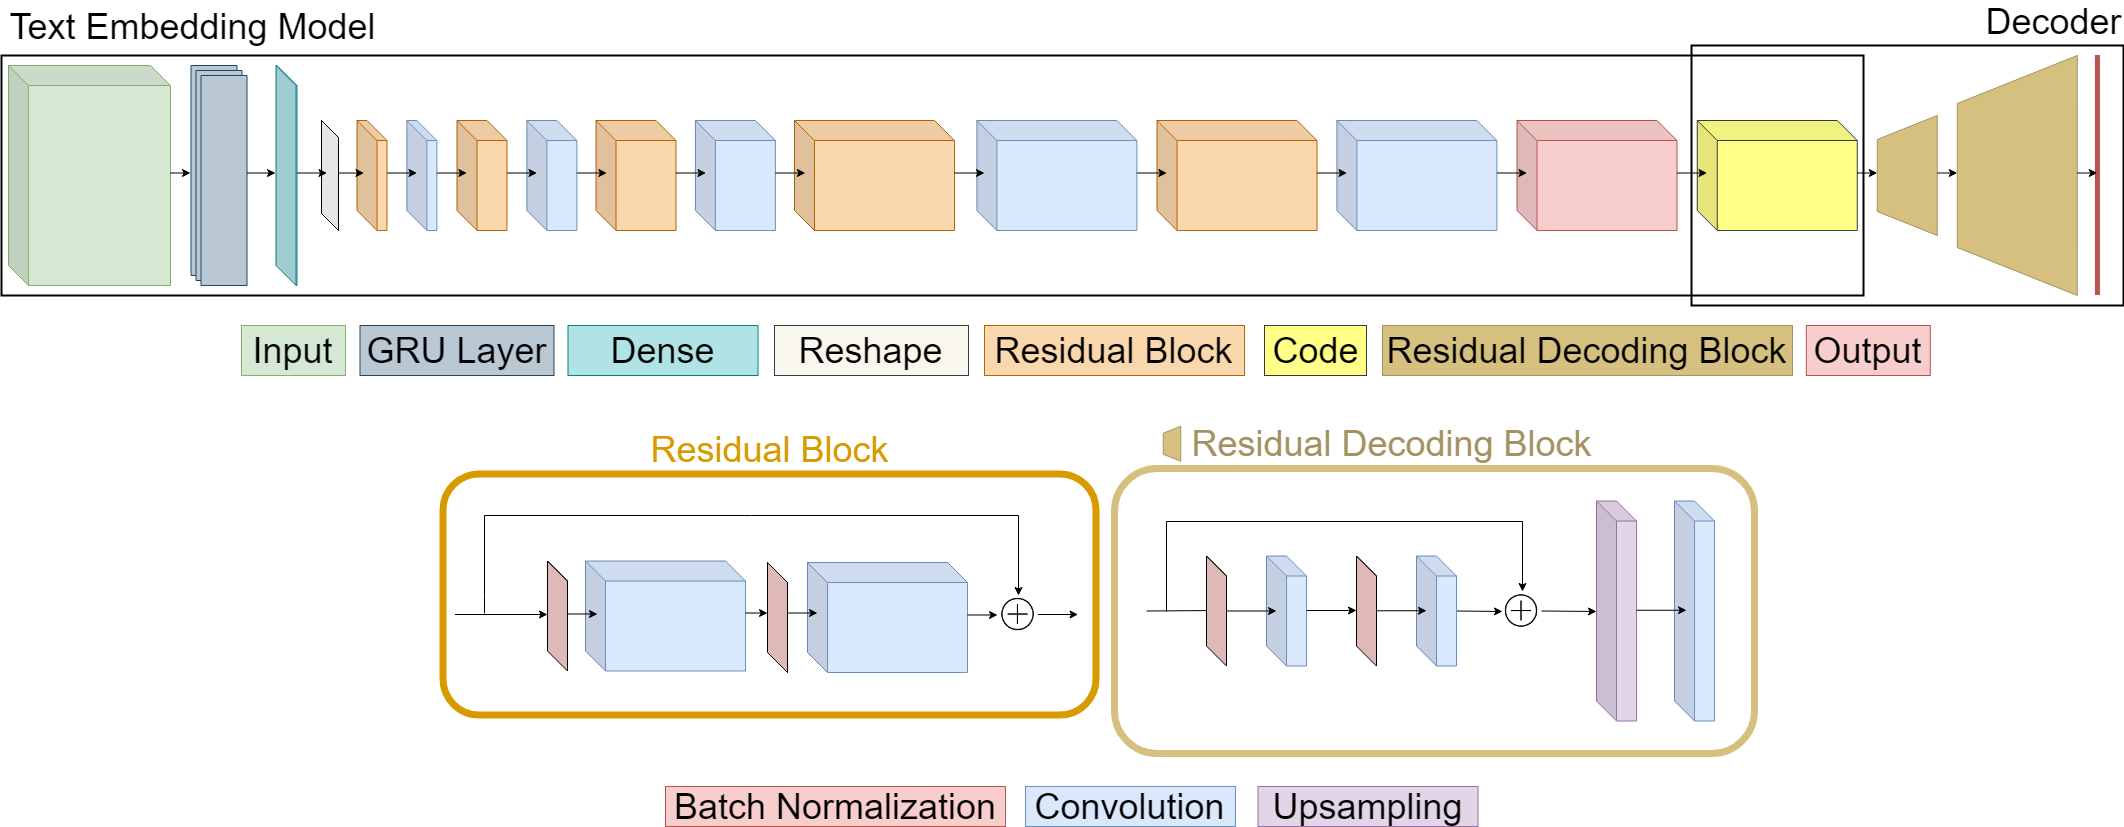 Text Embedding Model
Decoder
Input
GRU Layer
Dense
Reshape
Residual Block
Code
Residual Decoding Block
Output
Residual Block
Residual Decoding Block
Batch Normalization
Convolution
Upsampling